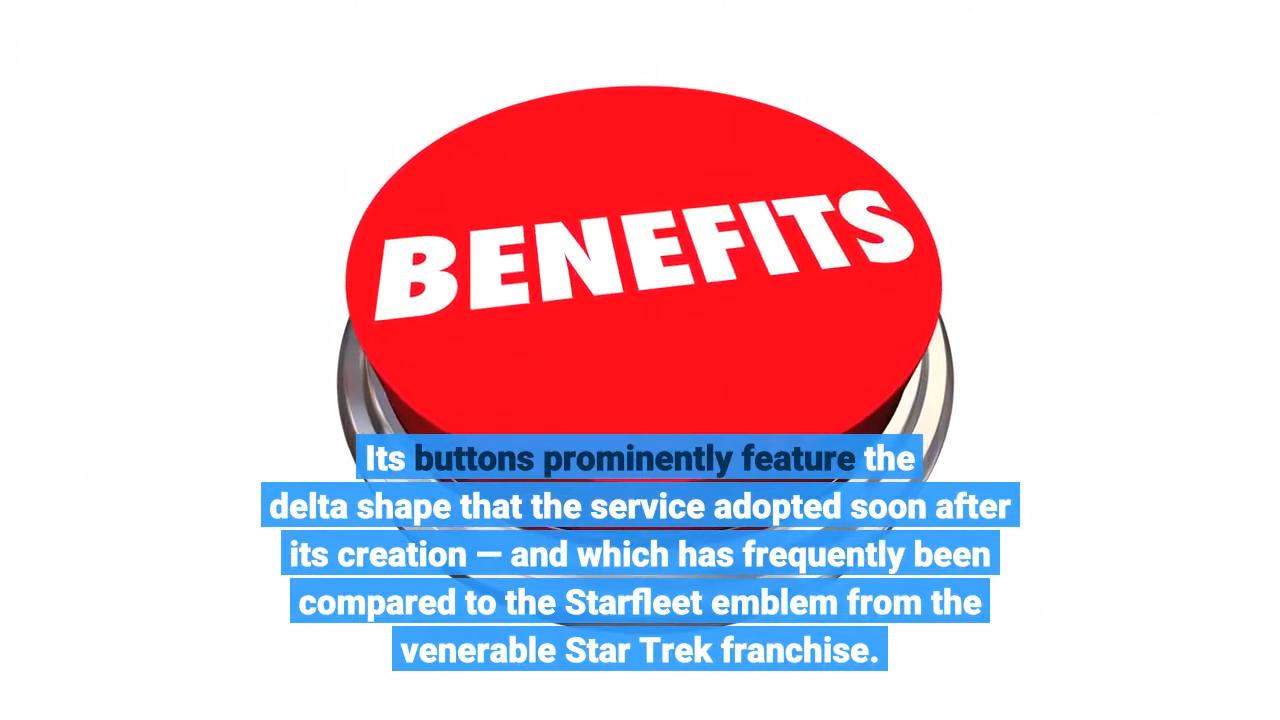 BENEFITS
Its buttons prominently feature the
delta shape that the service adopted soon after
its creation — and which has frequently been
compared to the Starfleet emblem from the
venerable Star Trek franchise.